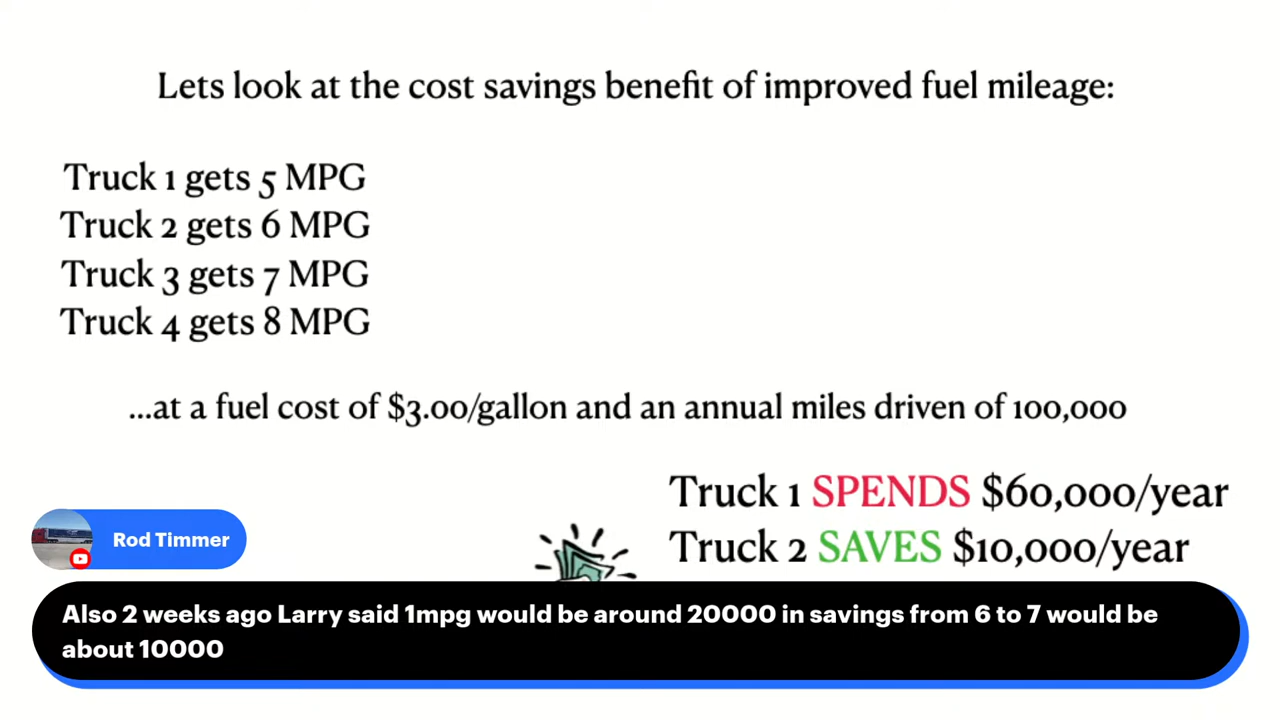 Lets look at the cost savings benefit of improved fuel mileage:
Truck 1 gets 5 MPG
Truck 2 gets 6 MPG
Truck 3 gets 7 MPG
Truck 4 gets 8 MPG
...at a fuel cost of $3.00/gallon and an annual miles driven of 100,000
Truck 1 SPENDS $60,000/year
Truck 2 SAVES $10,000/year
Rod Timmer
Also 2 weeks ago Larry said 1mpg would be around 20000 in savings from 6 to 7 would be
about 10000